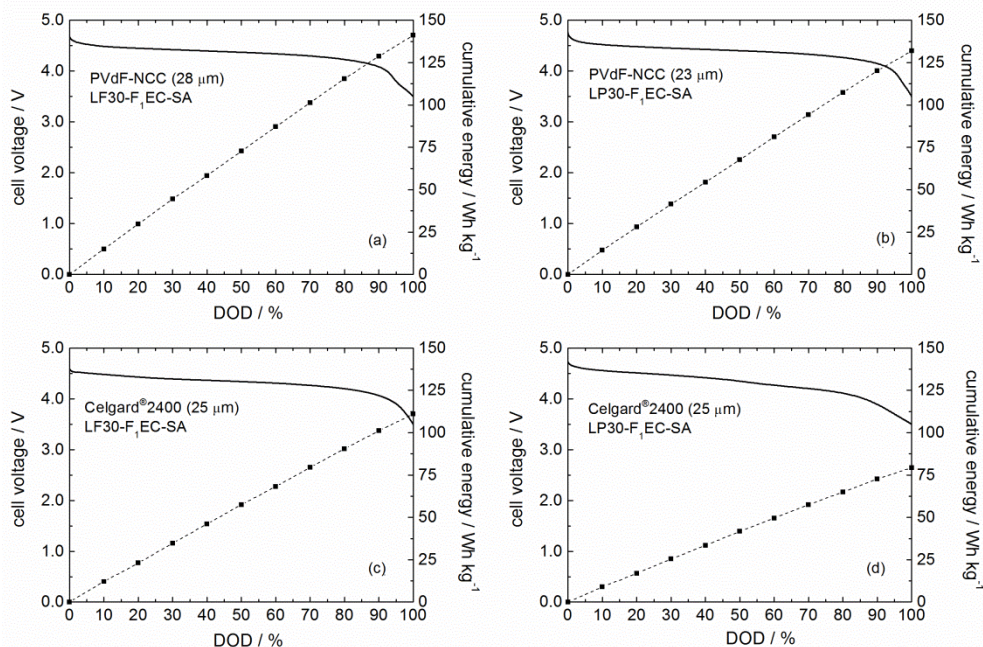 5.0 4.0 3.0 2.0 1.0 0.0
cell voltage / V
PVdF-NCC (28 μm)
LF30-F₁EC-SA
(a)
150 125 100 75 50 25 0
cumulative energy / Wh kg⁻¹
0 10 20 30 40 50 60 70 80 90 100
DOD / %
5.0 4.0 3.0 2.0 1.0 0.0
cell voltage / V
PVdF-NCC (23 μm)
LP30-F₁EC-SA
(b)
150 125 100 75 50 25 0
cumulative energy / Wh kg⁻¹
0 10 20 30 40 50 60 70 80 90 100
DOD / %
5.0 4.0 3.0 2.0 1.0 0.0
cell voltage / V
Celgard®2400 (25 μm)
LF30-F₁EC-SA
(c)
150 125 100 75 50 25 0
cumulative energy / Wh kg⁻¹
0 10 20 30 40 50 60 70 80 90 100
DOD / %
5.0 4.0 3.0 2.0 1.0 0.0
cell voltage / V
Celgard®2400 (25 μm)
LP30-F₁EC-SA
(d)
150 125 100 75 50 25 0
cumulative energy / Wh kg⁻¹
0 10 20 30 40 50 60 70 80 90 100
DOD / %